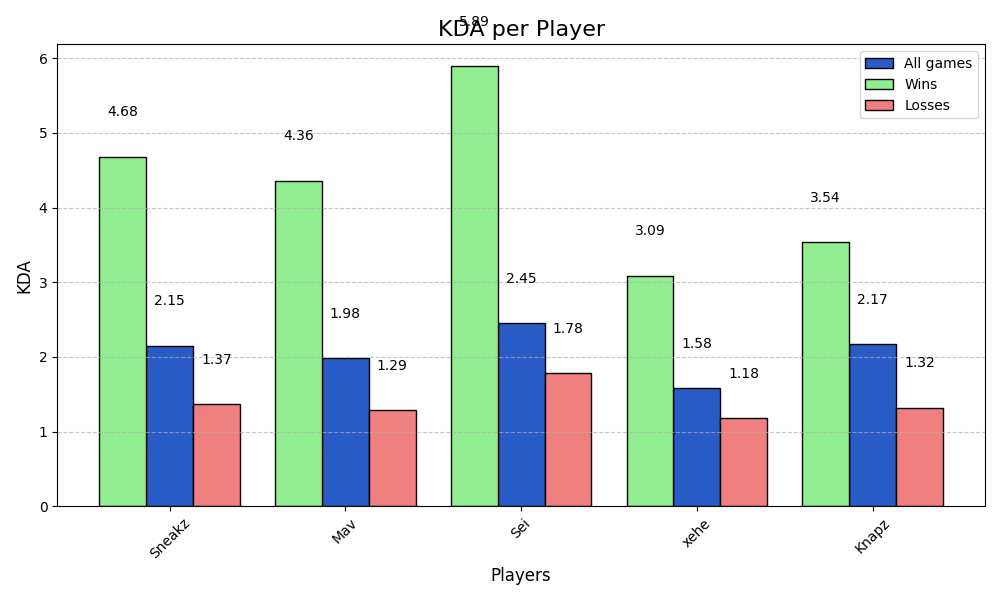 KDA per Player
5.89
All games
Wins
Losses
6
5
4
3
2
1
0
KDA
4.68
2.15
1.37
4.36
1.98
1.29
2.45
1.78
3.09
1.58
1.18
3.54
2.17
1.32
Sneakz
Mav
Sei
xehe
Knapz
Players